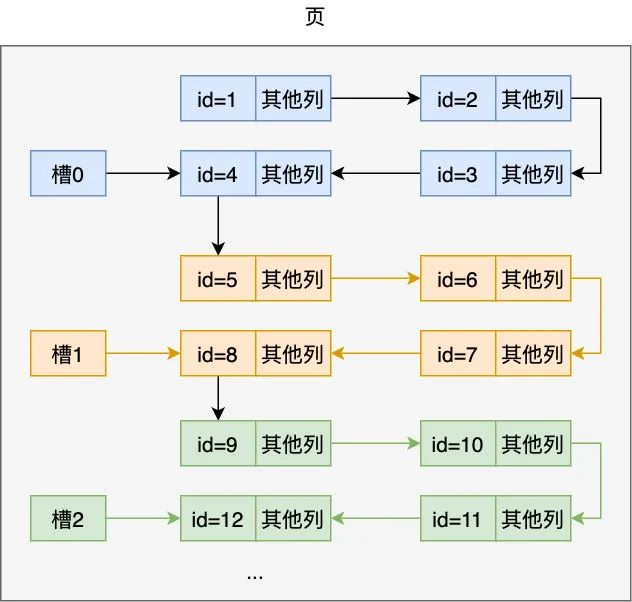 页
id=1 其他列 id=2 其他列
槽0 id=4 其他列 id=3 其他列
id=5 其他列 id=6 其他列
槽1 id=8 其他列 id=7 其他列
id=9 其他列 id=10 其他列
槽2 id=12 其他列 id=11 其他列
...